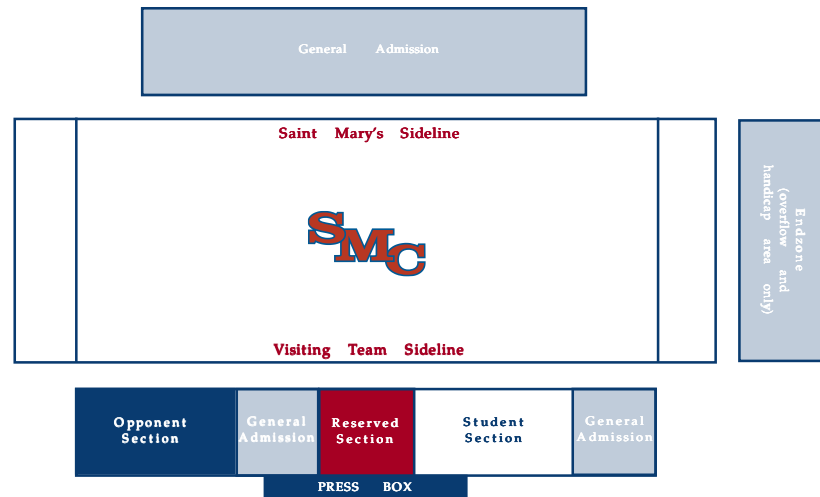 General Admission
Saint Mary's Sideline
SMC
Visiting Team Sideline
Endzone
(overflow and
handicap area only)
Opponent
Section
General
Admission
Reserved
Section
Student
Section
General
Admission
PRESS BOX